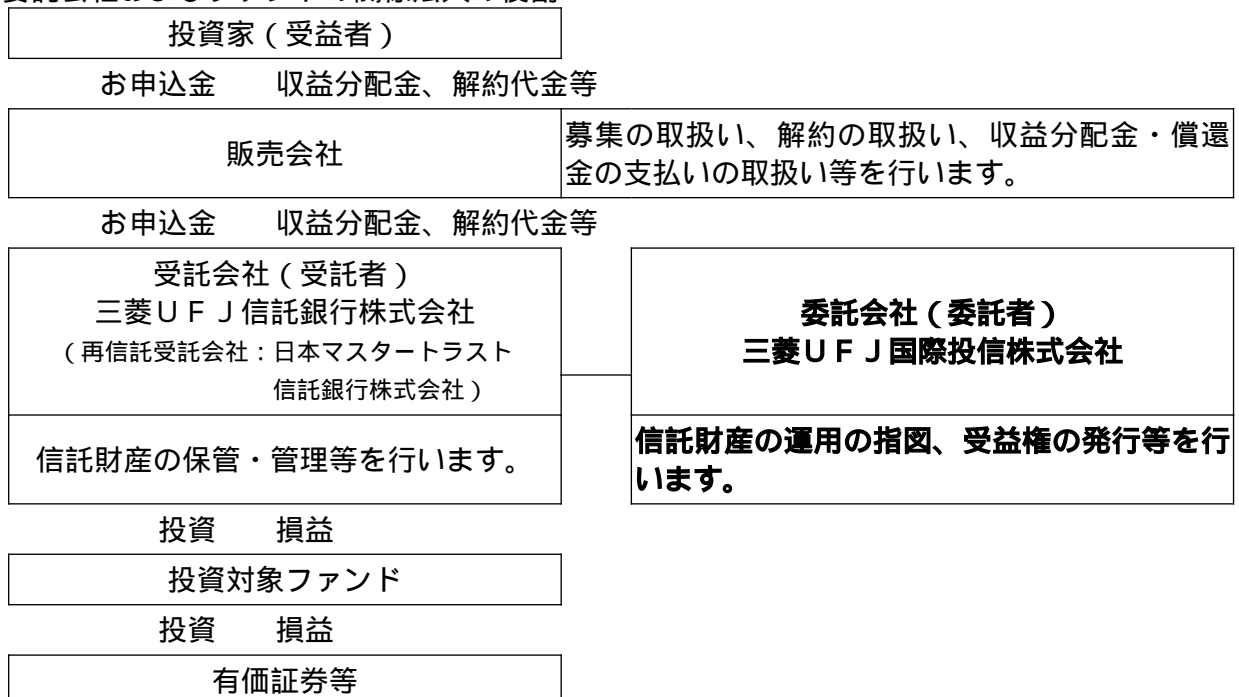 投資家（受益者）
お申込金　　収益分配金、解約代金等
販売会社
募集の取扱い、解約の取扱い、収益分配金・償還
金の支払いの取扱い等を行います。
お申込金　　収益分配金、解約代金等
受託会社（受託者）
三菱ＵＦＪ信託銀行株式会社
（再信託受託会社：日本マスタートラスト
信託銀行株式会社）
委託会社（委託者）
三菱ＵＦＪ国際投信株式会社
信託財産の保管・管理等を行います。
信託財産の運用の指図、受益権の発行等を行
います。
投資　　損益
投資対象ファンド
投資　　損益
有価証券等